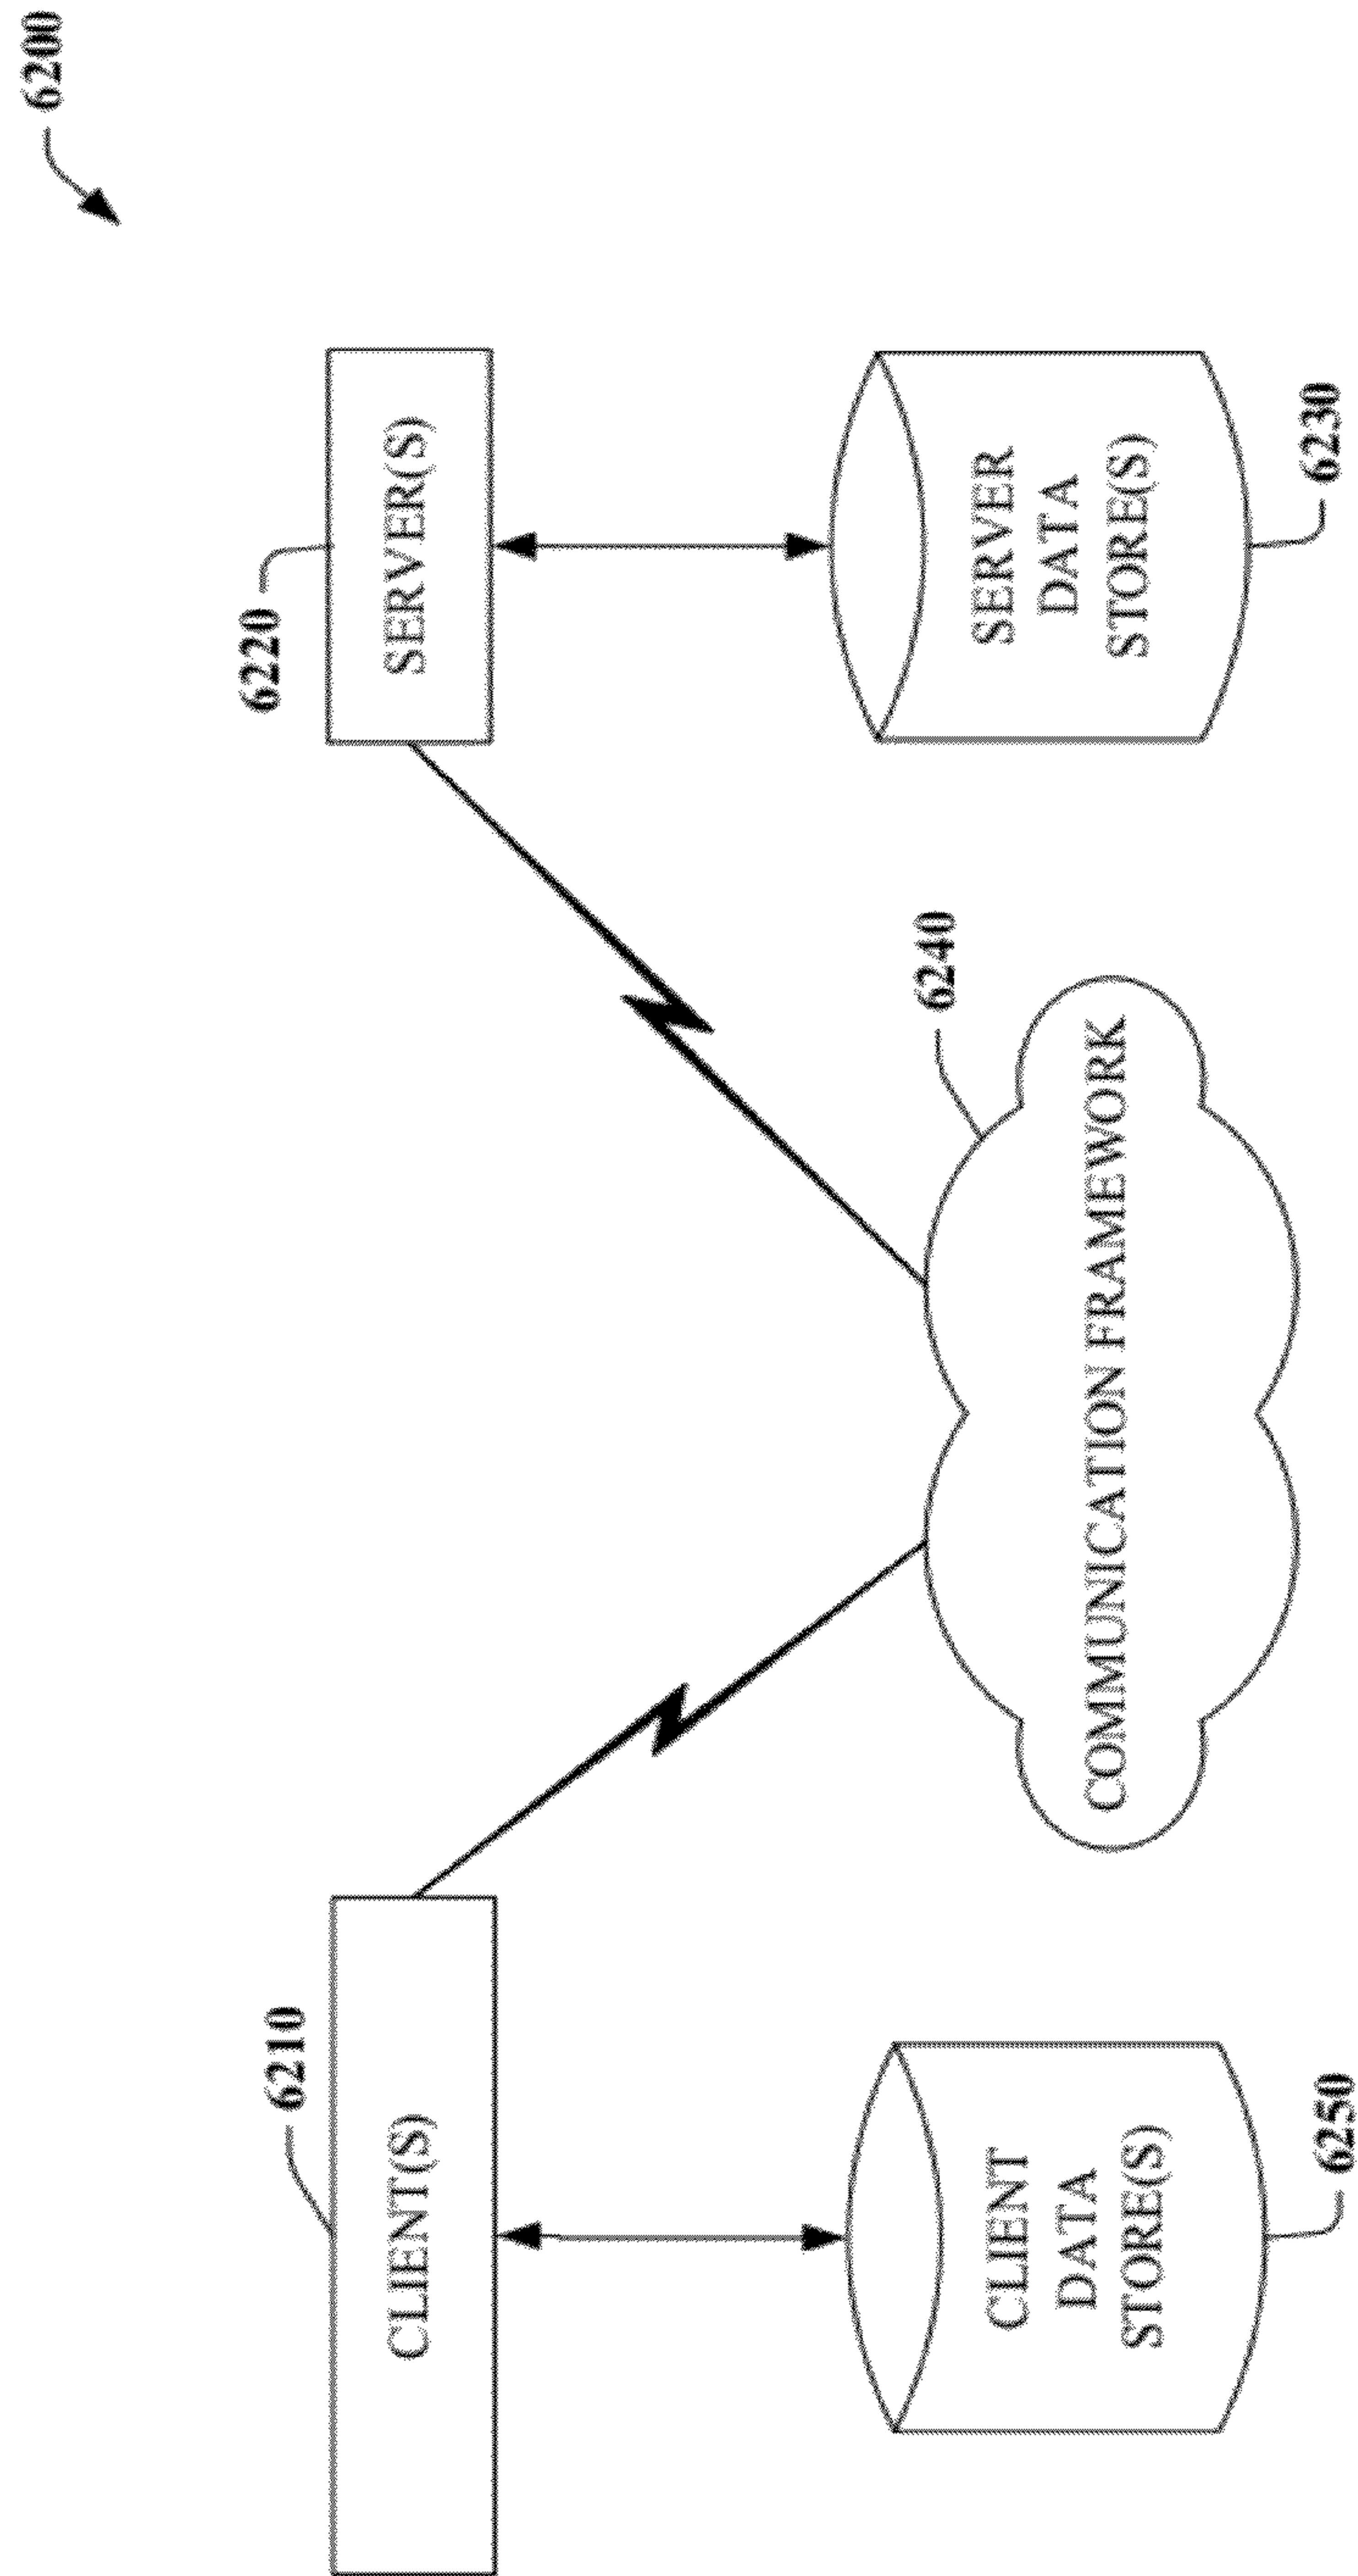 6200
6210
CLIENT(S)
6220
SERVER(S)
6240
COMMUNICATION FRAMEWORK
CLIENT
DATA
STORE(S)
6250
SERVER
DATA
STORE(S)
6230